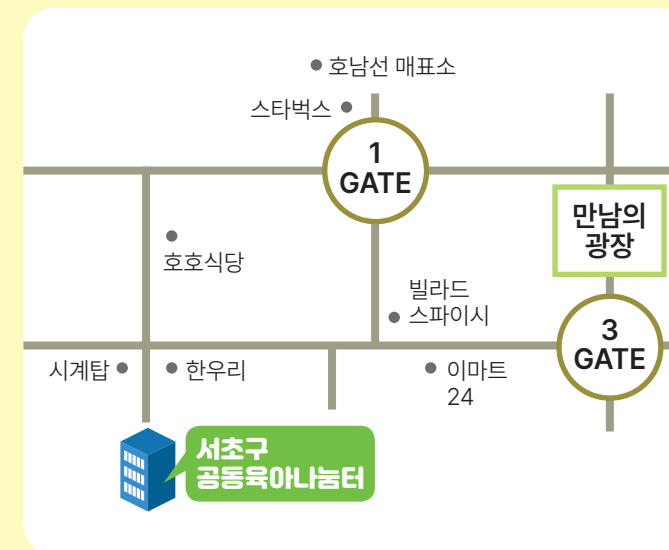 호남선 매표소
스타벅스
1
GATE
만남의
광장
호호식당
빌라드
스파이시
3
GATE
시계탑
한우리
이마트
24
서초구
공동육아나눔터